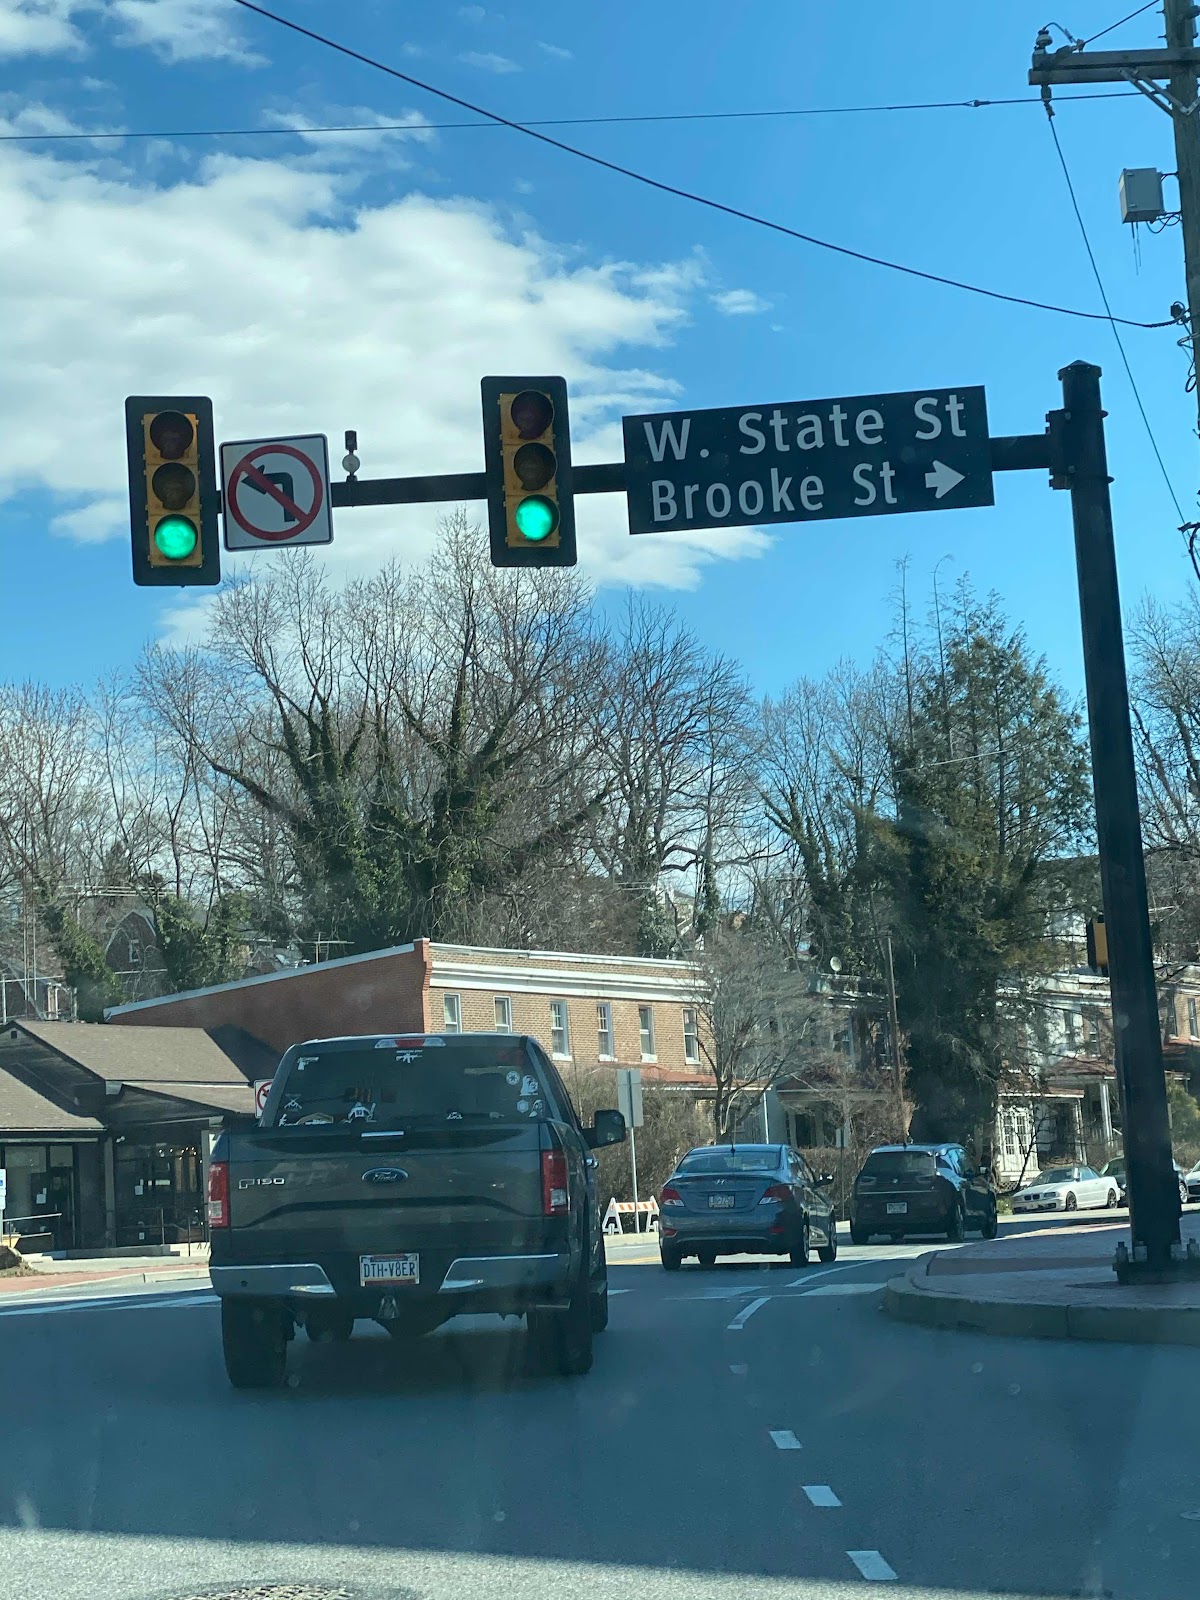 W. State St
Brooke St
F150
Ford
DTH-V8ER